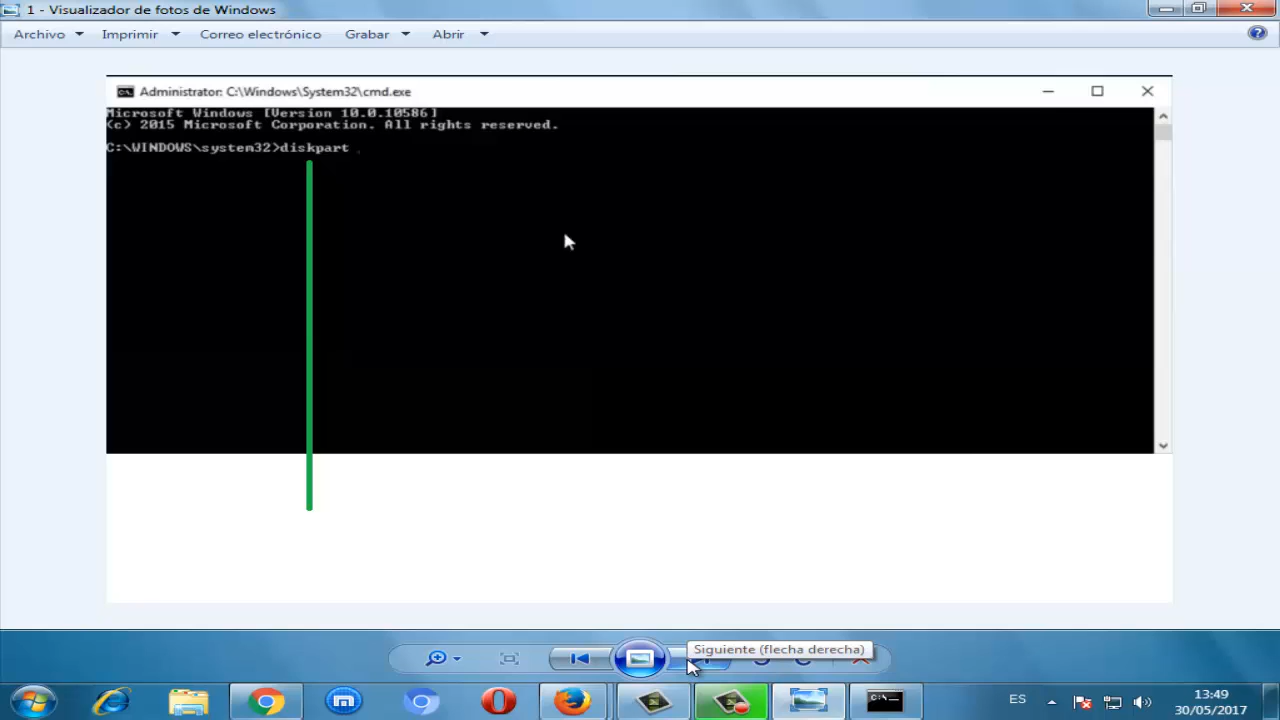 1 - Visualizador de fotos de Windows
Archivo Imprimir Correo electrónico Grabar Abrir
Administrator: C:\Windows\System32\cmd.exe
Microsoft Windows [Version 10.0.10586]
(c) 2015 Microsoft Corporation. All rights reserved.
C:\WINDOWS\system32>diskpart
Siguiente (flecha derecha)
ES
13:49
30/05/2017